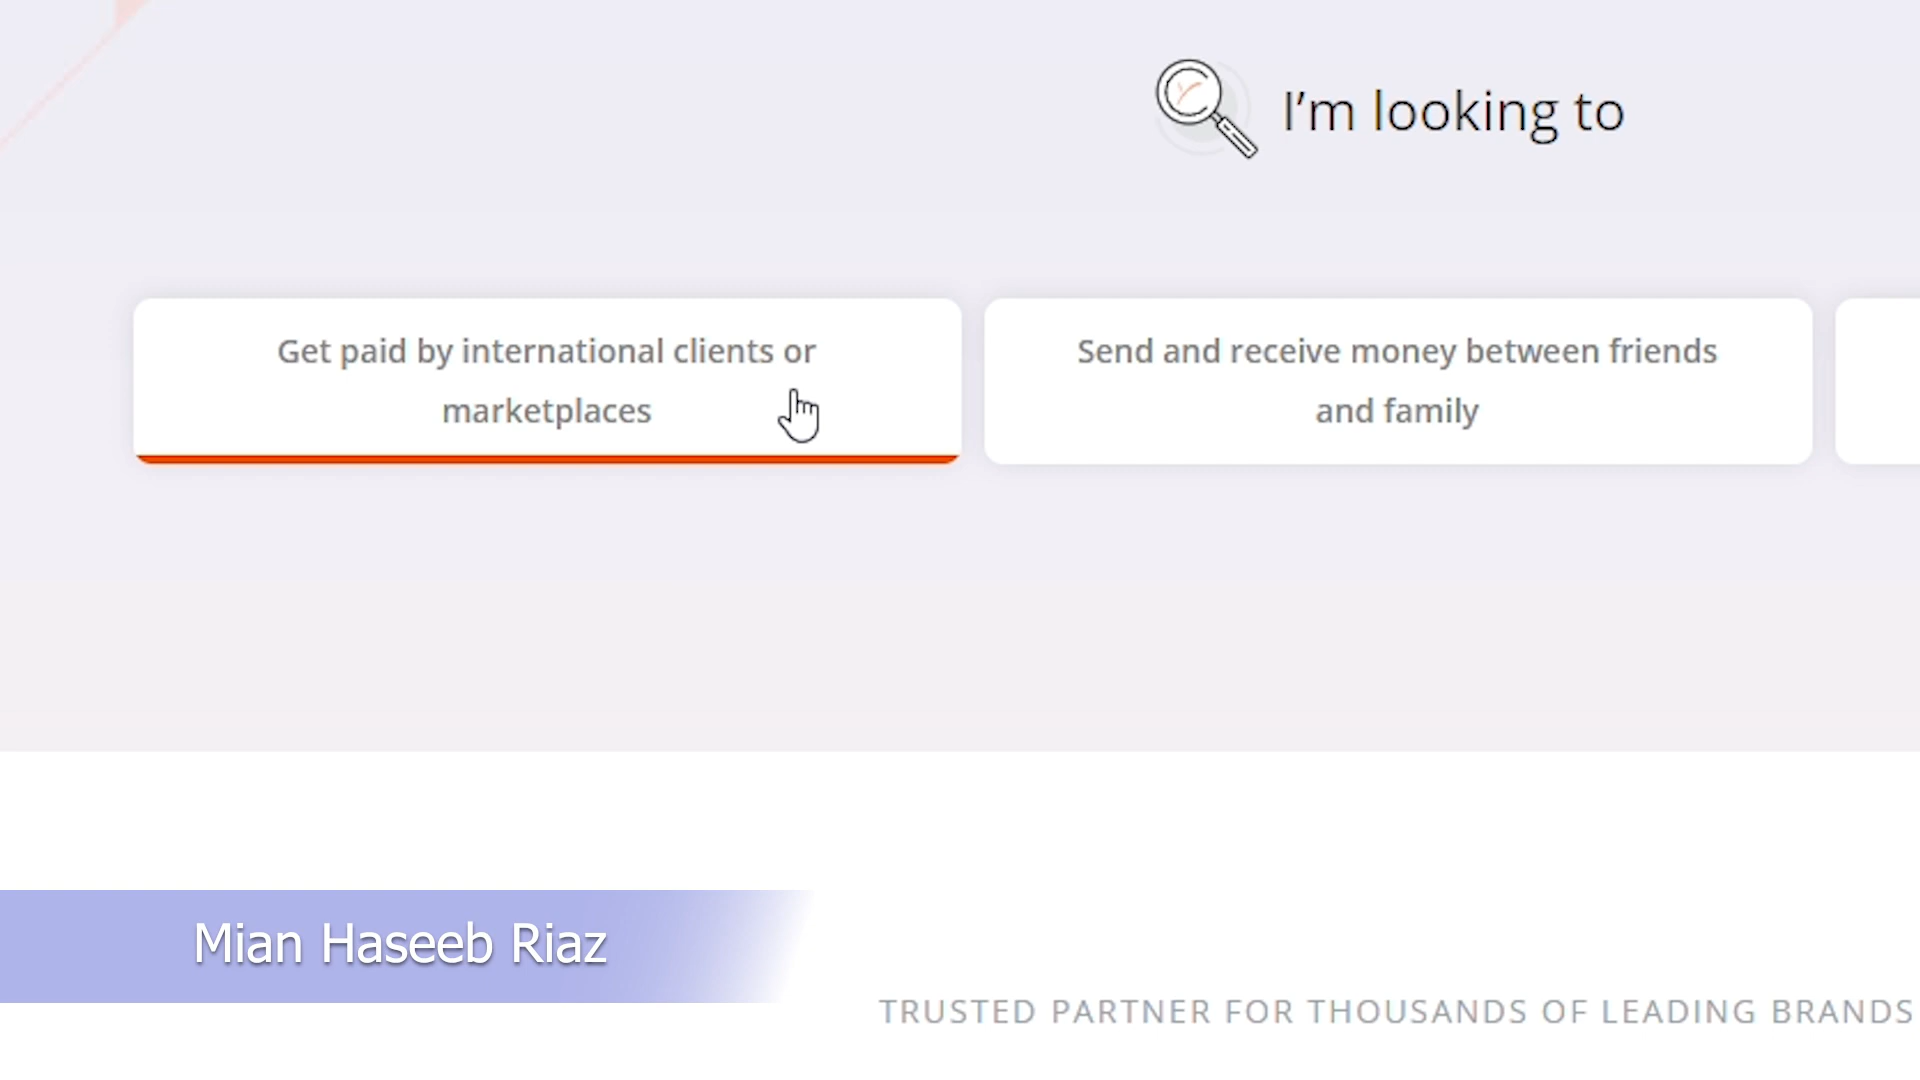 I’m looking to
Get paid by international clients or
marketplaces
Send and receive money between friends
and family
Mian Haseeb Riaz
TRUSTED PARTNER FOR THOUSANDS OF LEADING BRANDS